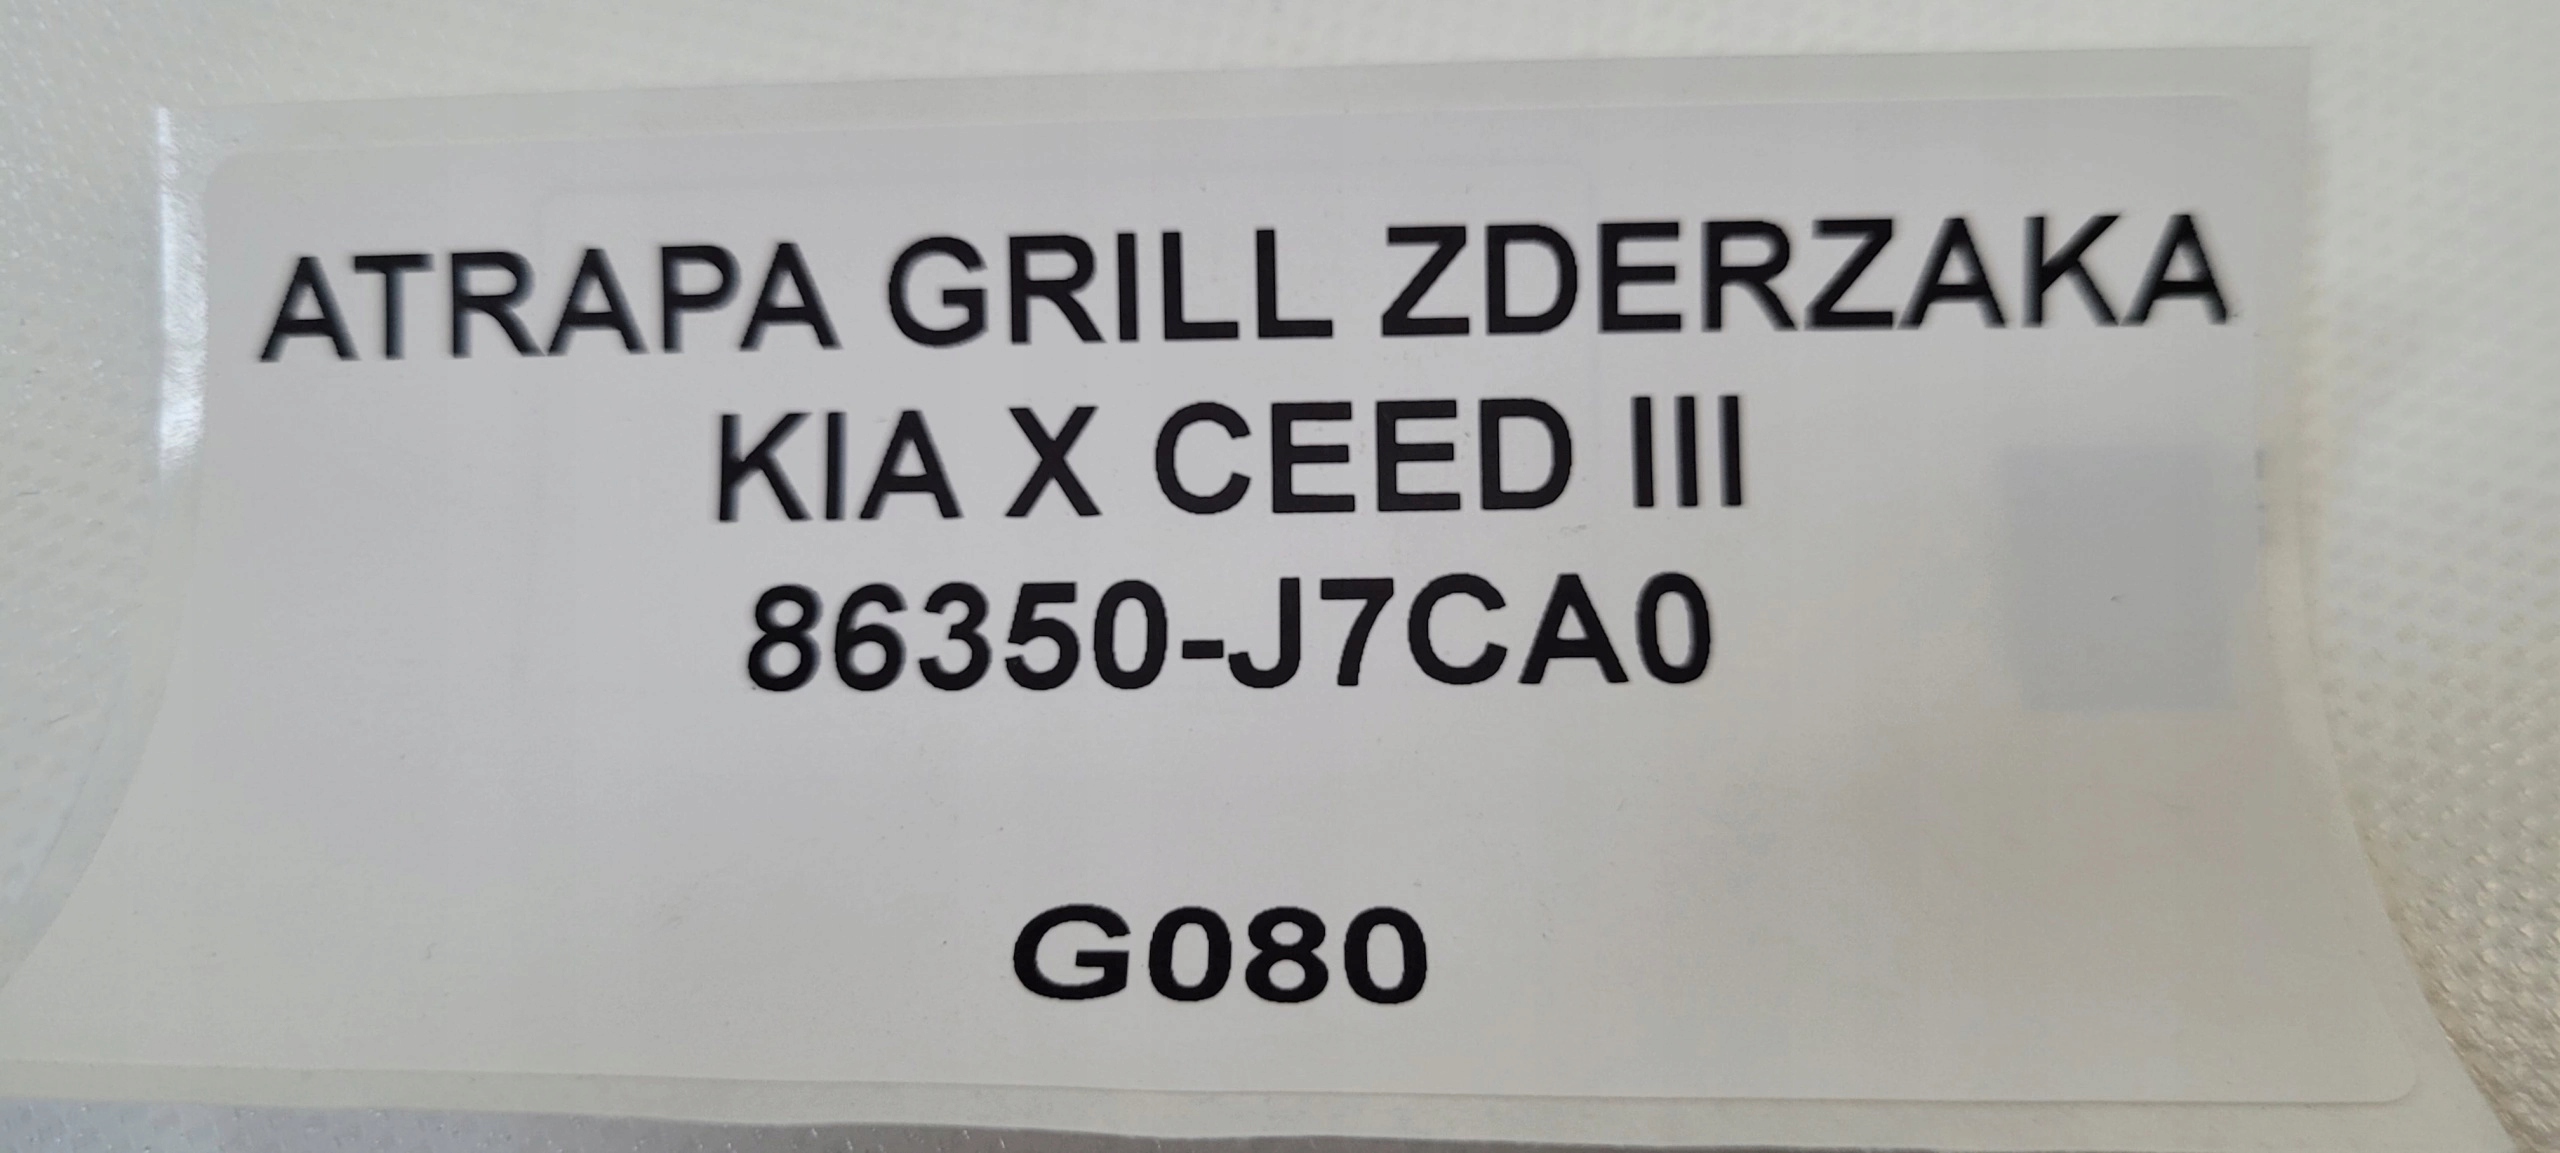 ATRAPA GRILL ZDERZAKA
KIA X CEED III
86350-J7CA0
G080